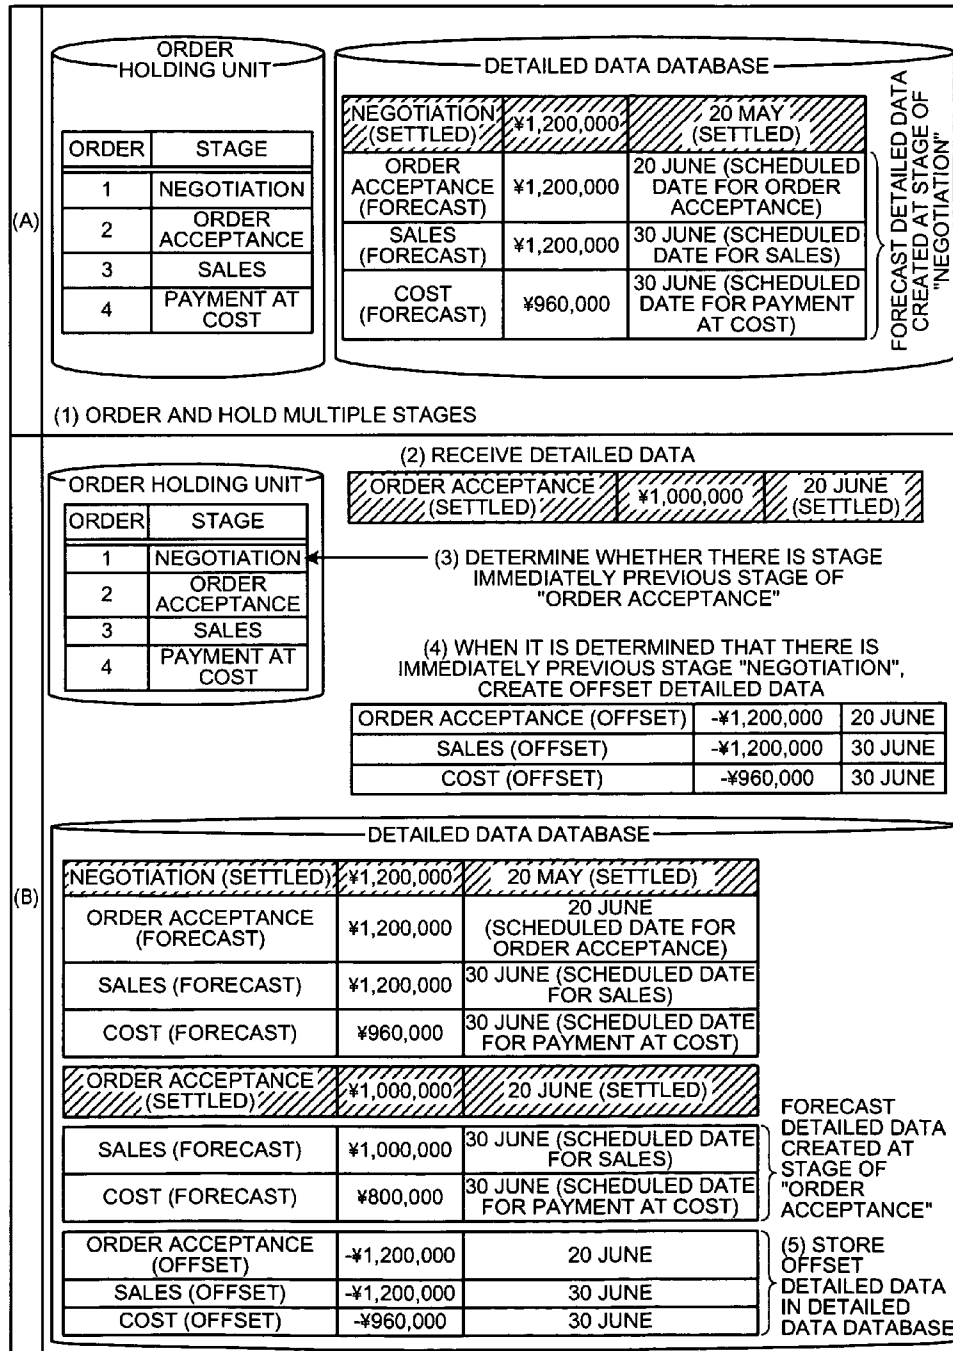 (A)
ORDER
HOLDING UNIT
ORDER STAGE
1 NEGOTIATION
2 ORDER
ACCEPTANCE
3 SALES
4 PAYMENT AT
COST
DETAILED DATA DATABASE
NEGOTIATION
(SETTLED) ¥1,200,000 20 MAY
(SETTLED)
ORDER
ACCEPTANCE
(FORECAST) ¥1,200,000 20 JUNE (SCHEDULED
DATE FOR ORDER
ACCEPTANCE)
SALES
(FORECAST) ¥1,200,000 30 JUNE (SCHEDULED
DATE FOR SALES)
COST
(FORECAST) ¥960,000 30 JUNE (SCHEDULED
DATE FOR PAYMENT
AT COST)
FORECAST DETAILED DATA
CREATED AT STAGE OF
"NEGOTIATION"
(1) ORDER AND HOLD MULTIPLE STAGES
(B)
ORDER HOLDING UNIT
ORDER STAGE
1 NEGOTIATION
2 ORDER
ACCEPTANCE
3 SALES
4 PAYMENT AT
COST
(2) RECEIVE DETAILED DATA
ORDER ACCEPTANCE
(SETTLED) ¥1,000,000 20 JUNE
(SETTLED)
(3) DETERMINE WHETHER THERE IS STAGE
IMMEDIATELY PREVIOUS STAGE OF
"ORDER ACCEPTANCE"
(4) WHEN IT IS DETERMINED THAT THERE IS
IMMEDIATELY PREVIOUS STAGE "NEGOTIATION",
CREATE OFFSET DETAILED DATA
ORDER ACCEPTANCE (OFFSET) -¥1,200,000 20 JUNE
SALES (OFFSET) -¥1,200,000 30 JUNE
COST (OFFSET) -¥960,000 30 JUNE
DETAILED DATA DATABASE
NEGOTIATION (SETTLED) ¥1,200,000 20 MAY (SETTLED)
ORDER ACCEPTANCE
(FORECAST) ¥1,200,000 20 JUNE
(SCHEDULED DATE FOR
ORDER ACCEPTANCE)
SALES (FORECAST) ¥1,200,000 30 JUNE (SCHEDULED DATE
FOR SALES)
COST (FORECAST) ¥960,000 30 JUNE (SCHEDULED DATE
FOR PAYMENT AT COST)
ORDER ACCEPTANCE
(SETTLED) ¥1,000,000 20 JUNE (SETTLED)
SALES (FORECAST) ¥1,000,000 30 JUNE (SCHEDULED DATE
FOR SALES)
COST (FORECAST) ¥800,000 30 JUNE (SCHEDULED DATE
FOR PAYMENT AT COST)
FORECAST
DETAILED DATA
CREATED AT
STAGE OF
"ORDER
ACCEPTANCE"
ORDER ACCEPTANCE
(OFFSET) -¥1,200,000 20 JUNE
SALES (OFFSET) -¥1,200,000 30 JUNE
COST (OFFSET) -¥960,000 30 JUNE
(5) STORE
OFFSET
DETAILED DATA
IN DETAILED
DATA DATABASE